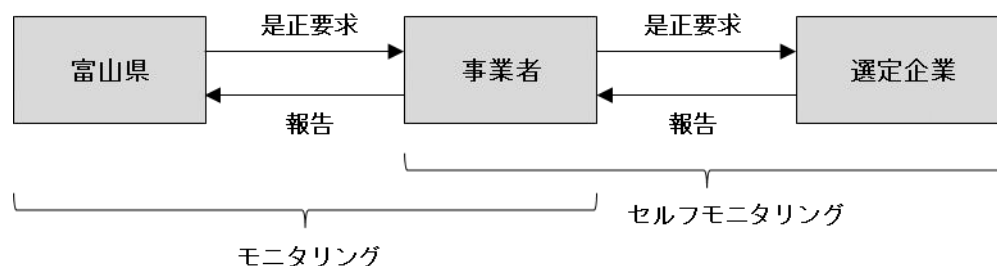 是正要求
是正要求
富山県
事業者
選定企業
報告
報告
セルフモニタリング
モニタリング